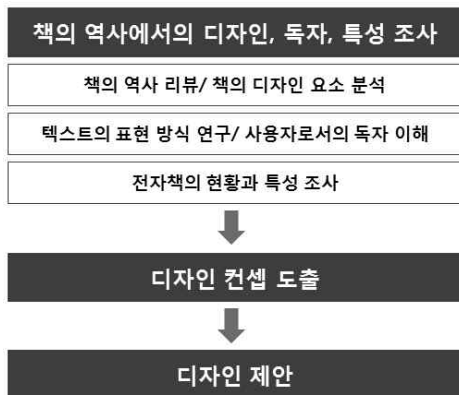 책의 역사에서의 디자인, 독자, 특성 조사
책의 역사 리뷰/ 책의 디자인 요소 분석
텍스트의 표현 방식 연구/ 사용자로서의 독자 이해
전자책의 현황과 특성 조사
디자인 컨셉 도출
디자인 제안